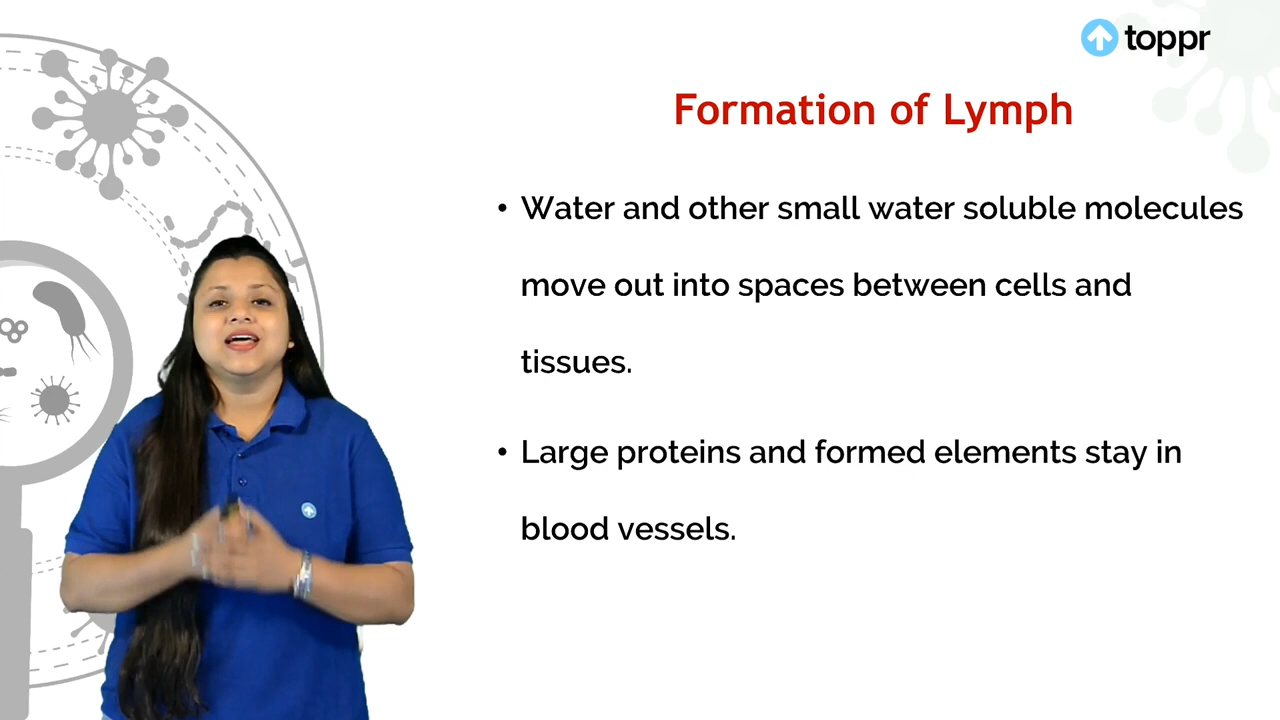 toppr
Formation of Lymph
• Water and other small water soluble molecules
move out into spaces between cells and
tissues.
• Large proteins and formed elements stay in
blood vessels.